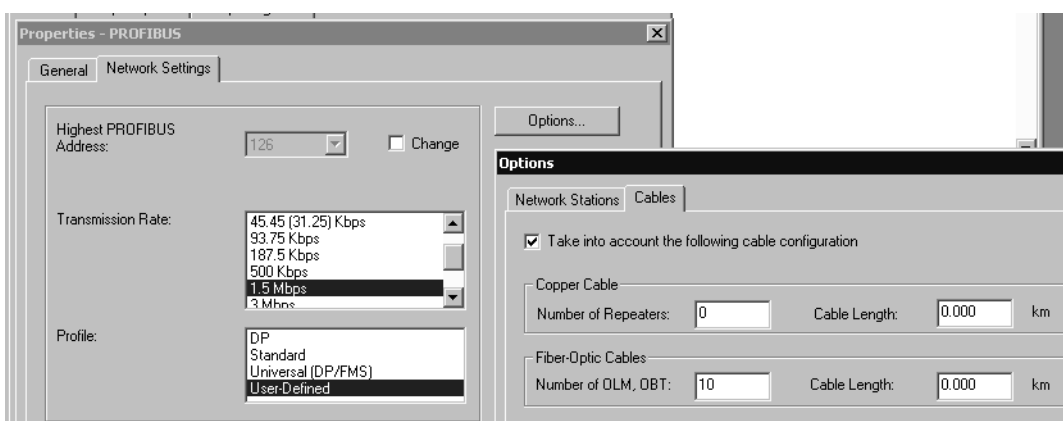 Properties - PROFIBUS
General Network Settings
Highest PROFIBUS
Address:
126
Change
Options...
Transmission Rate:
45.45 (31.25) Kbps
93.75 Kbps
187.5 Kbps
500 Kbps
1.5 Mbps
3 Mbps
Profile:
DP
Standard
Universal (DP/FMS)
User-Defined
Options
Network Stations Cables
Take into account the following cable configuration
Copper Cable
Number of Repeaters: 0 Cable Length: 0.000 km
Fiber-Optic Cables
Number of OLM, OBT: 10 Cable Length: 0.000 km